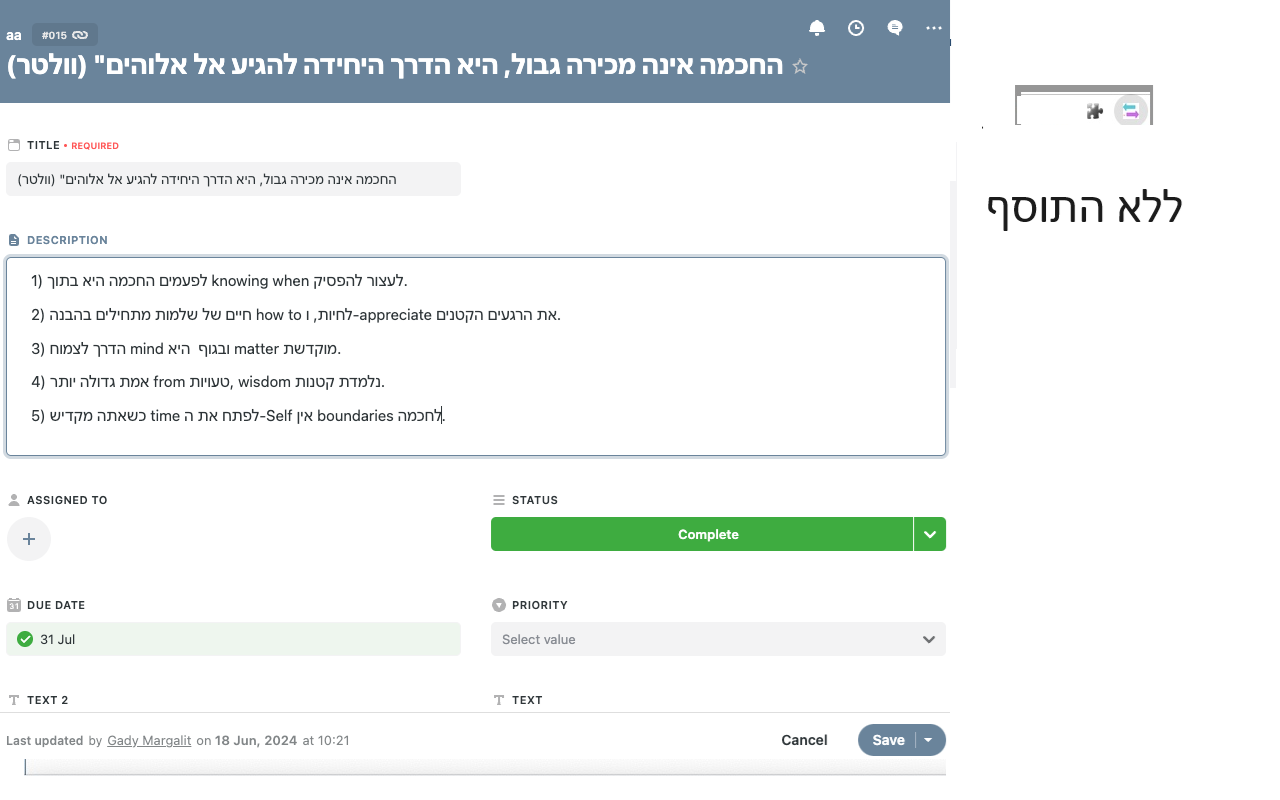 aa #015
החכמה אינה מכירה גבול, היא הדרך היחידה להגיע אל אלוהים" (וולטר)
TITLE • REQUIRED
החכמה אינה מכירה גבול, היא הדרך היחידה להגיע אל אלוהים" (וולטר)
ללא התוסף
DESCRIPTION
1) לפעמים החכמה היא בתוך knowing when לעצור להפסיק.
2) חיים של שלמות מתחילים בהבנה how to לחיות, ו-appreciate את הרגעים הקטנים.
3) הדרך לצמוח mind ובגוף היא matter מוקדשת.
4) אמת גדולה יותר from טעויות, wisdom נלמדת קטנות.
5) כשאתה מקדיש time לפתח את ה-Self אין boundaries לחכמה.
ASSIGNED TO
STATUS
Complete
DUE DATE
PRIORITY
31 Jul
Select value
TEXT 2
TEXT
Last updated by Gady Margalit on 18 Jun, 2024 at 10:21
Cancel
Save